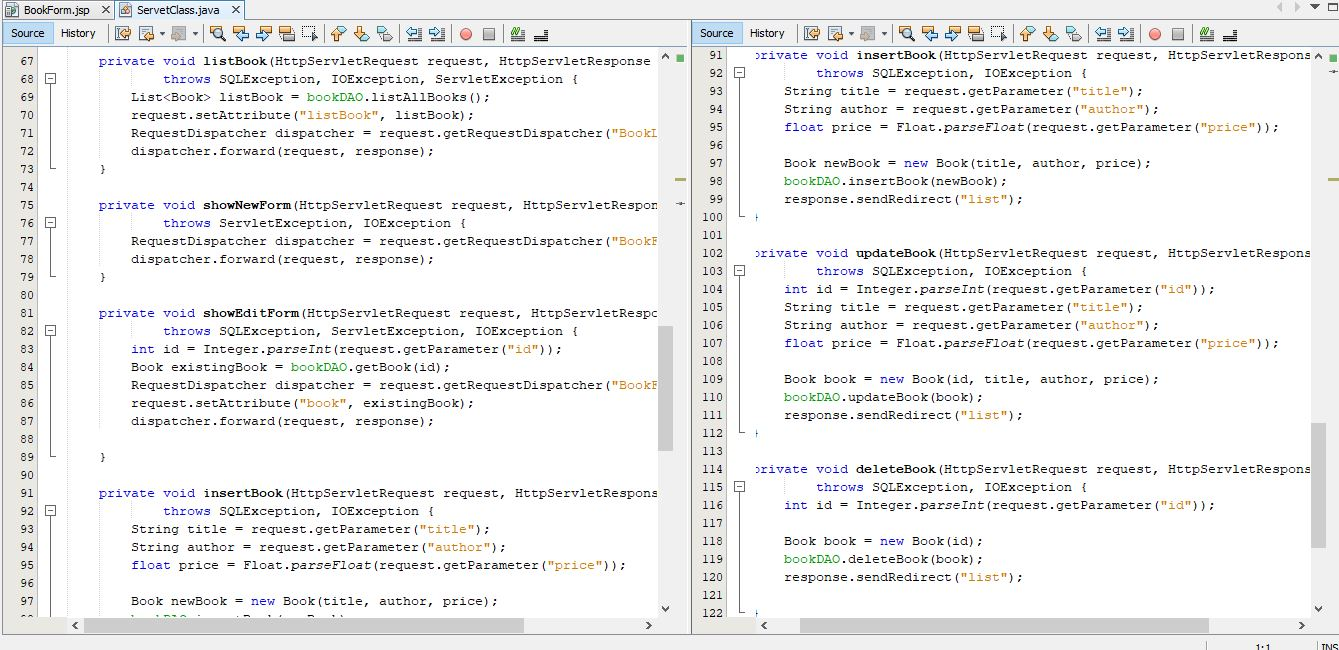 BookForm.jsp ServetClass.java
Source History
67 private void listBook(HttpServletRequest request, HttpServletResponse
68 throws SQLException, IOException, ServletException {
69 List<Book> listBook = bookDAO.listAllBooks();
70 request.setAttribute("listBook", listBook);
71 RequestDispatcher dispatcher = request.getRequestDispatcher("BookL
72 dispatcher.forward(request, response);
73 }
74
75 private void showNewForm(HttpServletRequest request, HttpServletRespon
76 throws ServletException, IOException {
77 RequestDispatcher dispatcher = request.getRequestDispatcher("BookF
78 dispatcher.forward(request, response);
79 }
80
81 private void showEditForm(HttpServletRequest request, HttpServletRespo
82 throws SQLException, ServletException, IOException {
83 int id = Integer.parseInt(request.getParameter("id"));
84 Book existingBook = bookDAO.getBook(id);
85 RequestDispatcher dispatcher = request.getRequestDispatcher("BookF
86 request.setAttribute("book", existingBook);
87 dispatcher.forward(request, response);
88
89 }
90
91 private void insertBook(HttpServletRequest request, HttpServletRespons
92 throws SQLException, IOException {
93 String title = request.getParameter("title");
94 String author = request.getParameter("author");
95 float price = Float.parseFloat(request.getParameter("price"));
96
97 Book newBook = new Book(title, author, price);
Source History
91 private void insertBook(HttpServletRequest request, HttpServletResponse
92 throws SQLException, IOException {
93 String title = request.getParameter("title");
94 String author = request.getParameter("author");
95 float price = Float.parseFloat(request.getParameter("price"));
96
97 Book newBook = new Book(title, author, price);
98 bookDAO.insertBook(newBook);
99 response.sendRedirect("list");
100 }
101
102 private void updateBook(HttpServletRequest request, HttpServletRespons
103 throws SQLException, IOException {
104 int id = Integer.parseInt(request.getParameter("id"));
105 String title = request.getParameter("title");
106 String author = request.getParameter("author");
107 float price = Float.parseFloat(request.getParameter("price"));
108
109 Book book = new Book(id, title, author, price);
110 bookDAO.updateBook(book);
111 response.sendRedirect("list");
112 }
113
114 private void deleteBook(HttpServletRequest request, HttpServletRespons
115 throws SQLException, IOException {
116 int id = Integer.parseInt(request.getParameter("id"));
117
118 Book book = new Book(id);
119 bookDAO.deleteBook(book);
120 response.sendRedirect("list");
121
122 }
1:1 INS